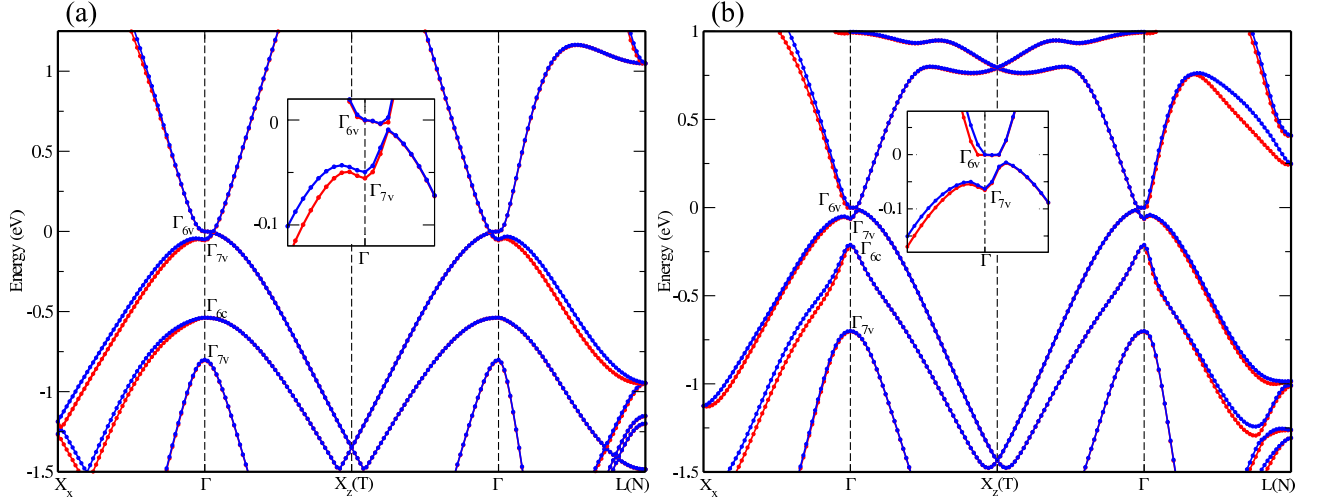 (a)
Energy (eV)
1
0.5
0
-0.5
-1
-1.5
Γ6v
Γ7v
Γ6c
Γ7v
0
-0.1
Γ6v
Γ7v
Γ
Xx
Γ
Xz(T)
Γ
L(N)
(b)
Energy (eV)
1
0.5
0
-0.5
-1
-1.5
Γ6v
Γ7v
Γ6c
Γ7v
0
-0.1
Γ6v
Γ7v
Γ
Xx
Γ
Xz(T)
Γ
L(N)